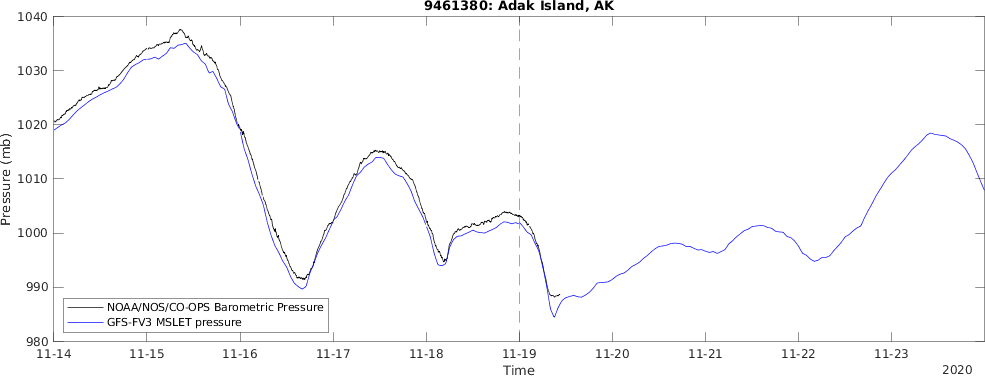 9461380: Adak Island, AK
1040
1030
1020
1010
1000
990
980
Pressure (mb)
NOAA/NOS/CO-OPS Barometric Pressure
GFS-FV3 MSLET pressure
11-14 11-15 11-16 11-17 11-18 11-19 11-20 11-21 11-22 11-23
Time
2020